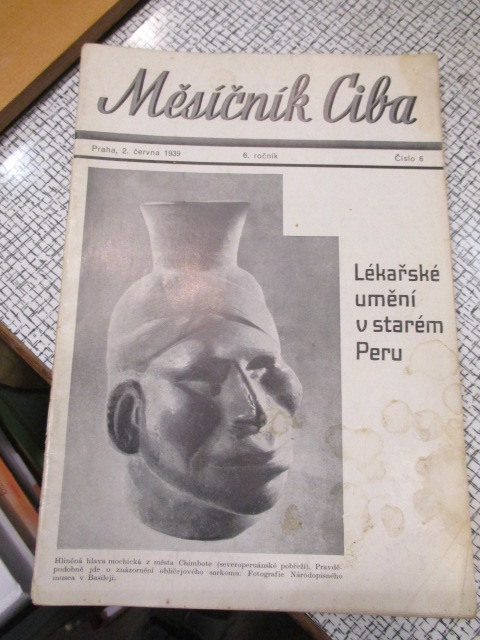 Měsíčník Ciba
Praha, 2. června 1939 6. ročník Číslo 6
Lékařské
umění
v starém
Peru
Hliněná hlava mochická z města Chimbote (severoperuánské pobřeží). Pravdě-
podobně jde o znázornění obličejového sarkomu. Fotografie Národopisného
musea v Basileji.